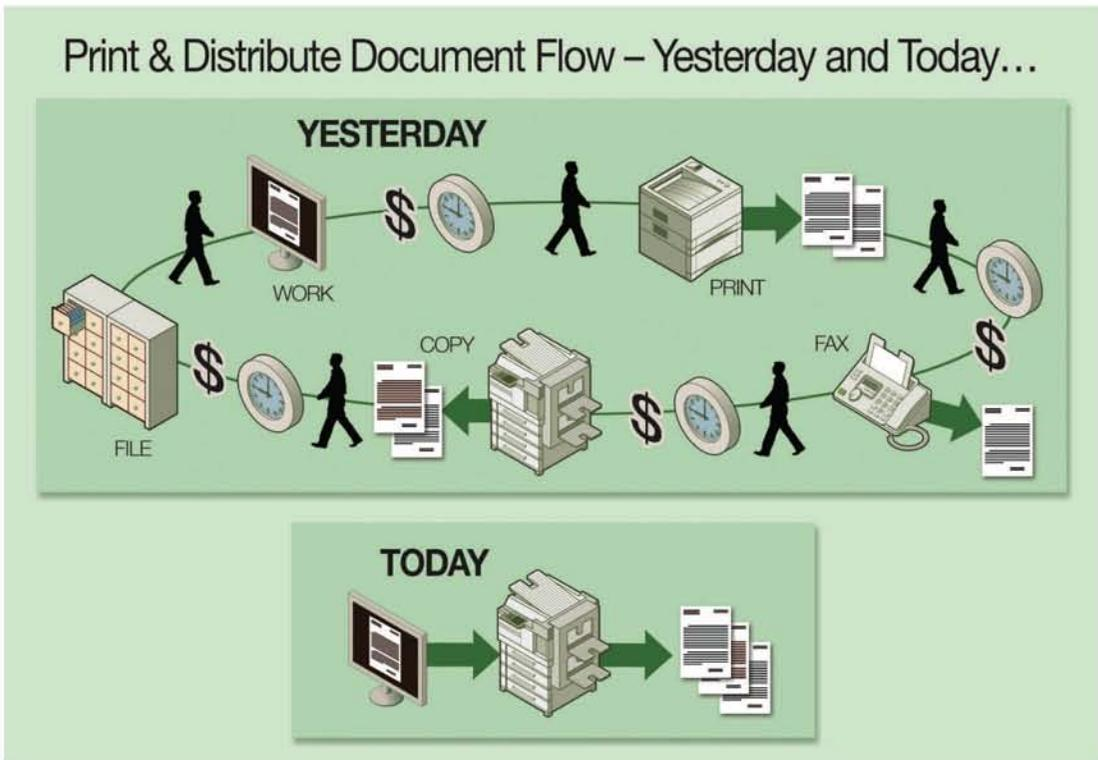 Print & Distribute Document Flow – Yesterday and Today…
YESTERDAY
$
WORK
PRINT
COPY
FAX
$
$
$
FILE
TODAY